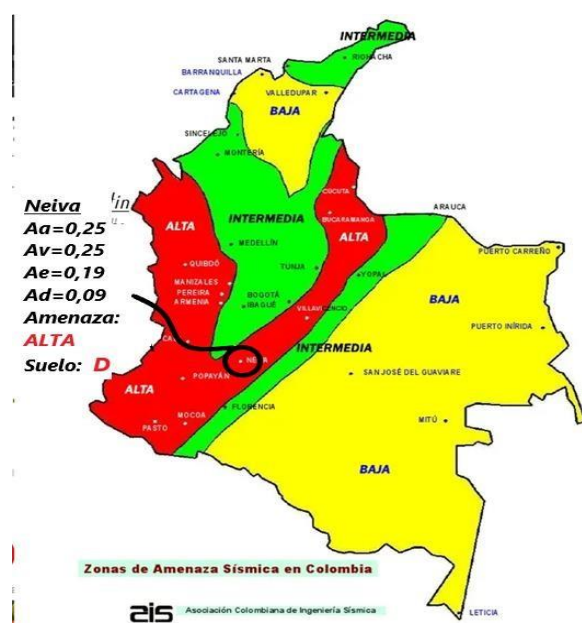 INTERMEDIA
SANTA MARTA
RIOHACHA
BARRANQUILLA
CARTAGENA
VALLEDUPAR
BAJA
SINCELEJO
MONTERÍA
Neiva
Aa=0,25
Av=0,25
Ae=0,19
Ad=0,09
Amenaza:
ALTA
Suelo: D
CUCUTA
BUCARAMANGA
ARAUCA
ALTA
INTERMEDIA
ALTA
MEDELLÍN
PUERTO CARREÑO
QUIBDÓ
TUNJA
YOPAL
MANIZALES
PEREIRA
ARMENIA
BOGOTÁ
IBAGUÉ
VILLAVICENCIO
BAJA
PUERTO INÍRIDA
INTERMEDIA
POPAYÁN
SAN JOSÉ DEL GUAVIARE
ALTA
FLORENCIA
MOCOA
PASTO
MITÚ
BAJA
Zonas de Amenaza Sísmica en Colombia
ais Asociación Colombiana de Ingeniería Sísmica
LETICIA